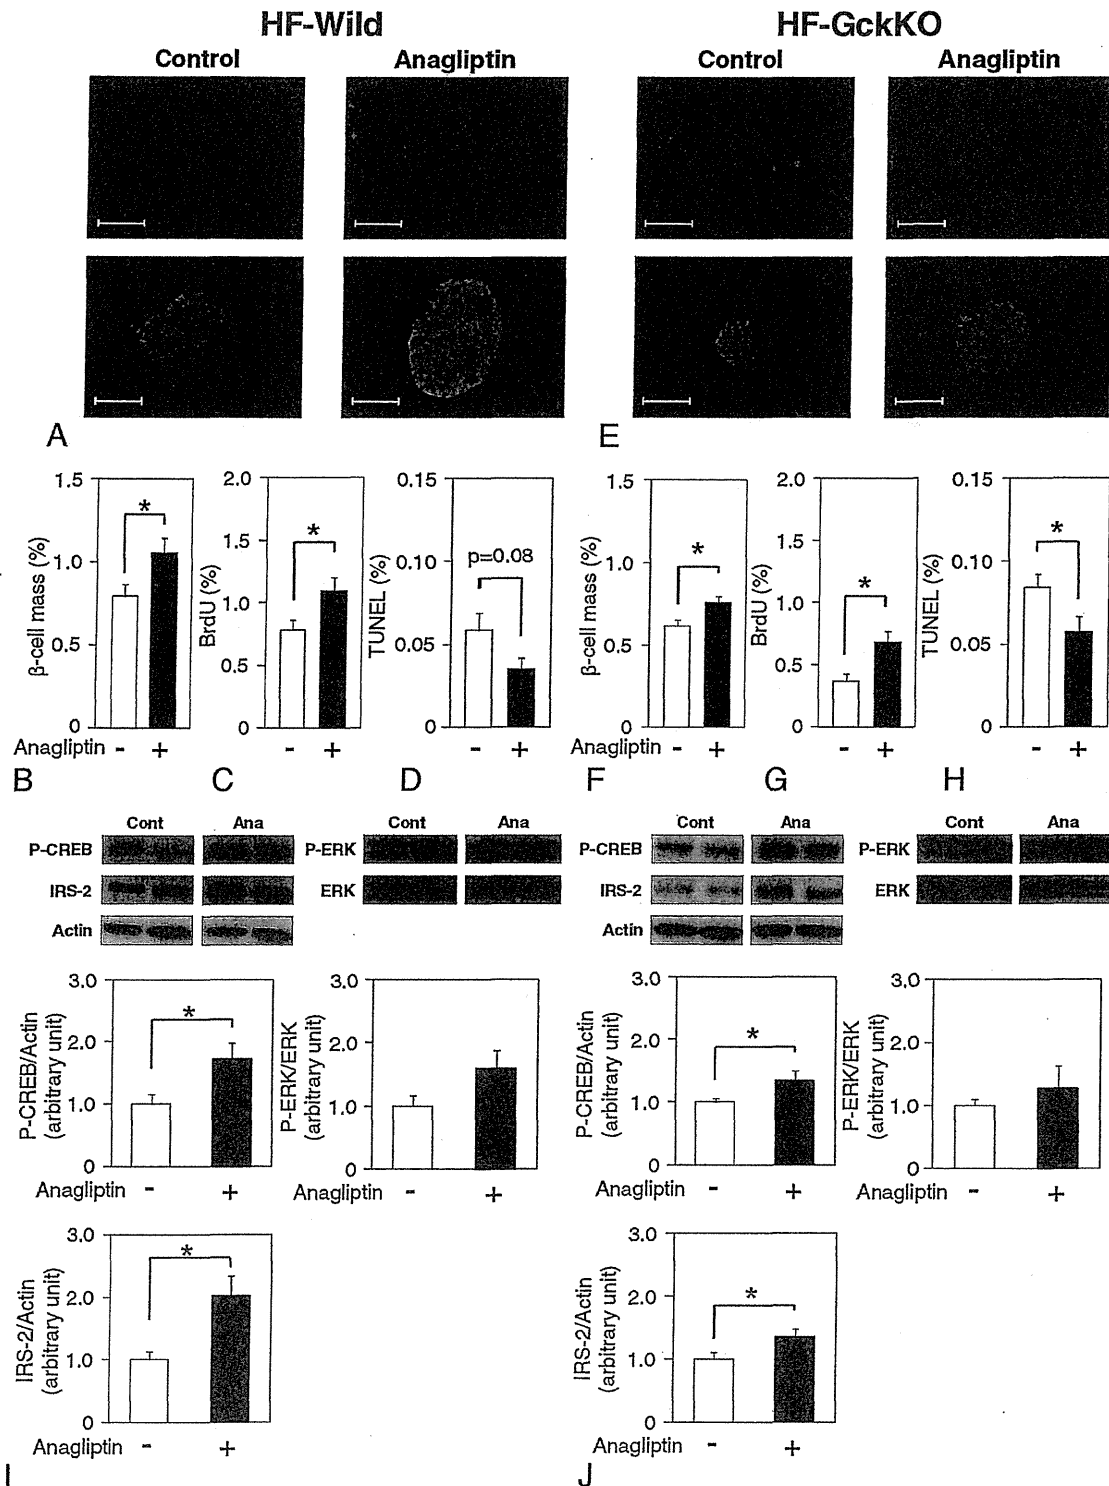 HF-Wild
HF-GckKO
Control
Anagliptin
Control
Anagliptin
A
E
β-cell mass (%)
1.5
1.0
0.5
0
*
BrdU (%)
2.0
1.5
1.0
0.5
0
*
TUNEL (%)
0.15
0.10
0.05
0
p=0.08
β-cell mass (%)
1.5
1.0
0.5
0
*
BrdU (%)
2.0
1.5
1.0
0.5
0
*
TUNEL (%)
0.15
0.10
0.05
0
*
Anagliptin - + - + - +
Anagliptin - + - + - +
B
C
D
F
G
H
Cont Ana
P-CREB
IRS-2
Actin
Cont Ana
P-ERK
ERK
Cont Ana
P-CREB
IRS-2
Actin
Cont Ana
P-ERK
ERK
P-CREB/Actin
(arbitrary unit)
3.0
2.0
1.0
0
*
Anagliptin - +
P-ERK/ERK
(arbitrary unit)
3.0
2.0
1.0
0
Anagliptin - +
P-CREB/Actin
(arbitrary unit)
3.0
2.0
1.0
0
*
Anagliptin - +
P-ERK/ERK
(arbitrary unit)
3.0
2.0
1.0
0
Anagliptin - +
IRS-2/Actin
(arbitrary unit)
3.0
2.0
1.0
0
*
Anagliptin - +
IRS-2/Actin
(arbitrary unit)
3.0
2.0
1.0
0
*
Anagliptin - +
I
J